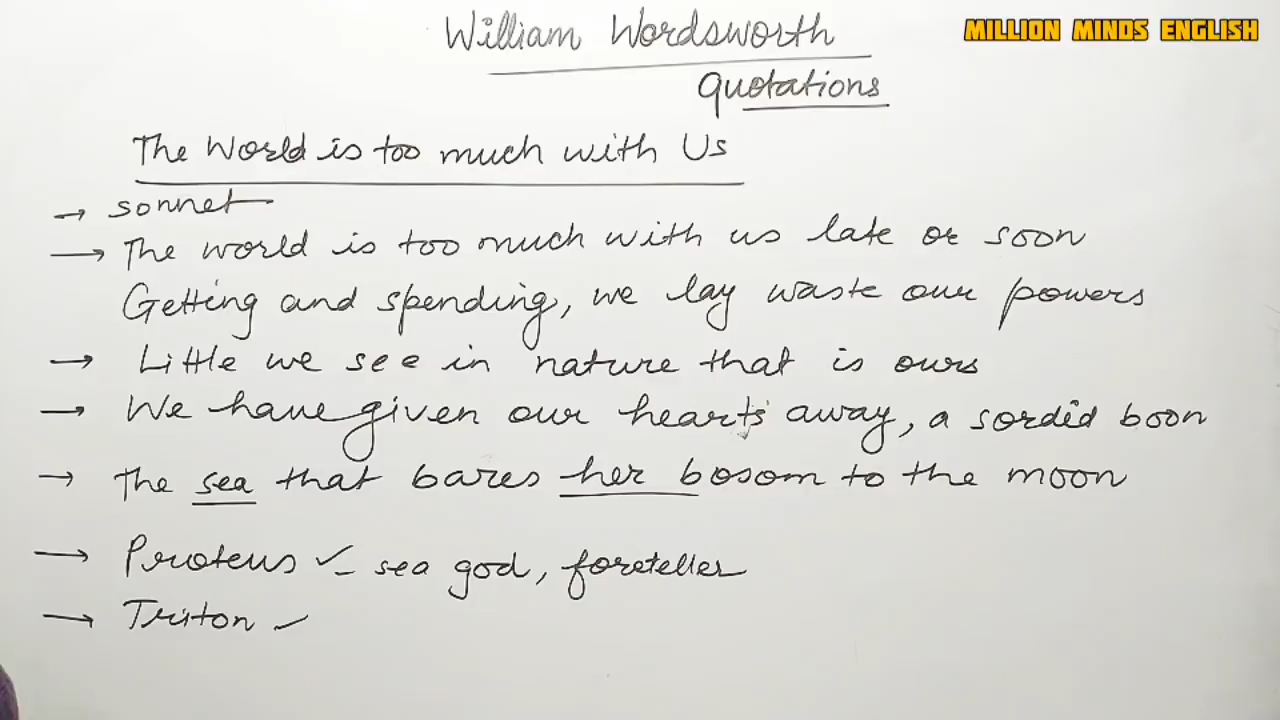 William Wordsworth
MILLION MINDS ENGLISH
Quotations
The World is too much with Us
→ sonnet
→ The world is too much with us late or soon
Getting and spending, we lay waste our powers
→ Little we see in nature that is ours
→ We have given our hearts away, a sordid boon
→ The sea that bares her bosom to the moon
→ Proteus ✓ - sea god, foreteller
→ Triton -